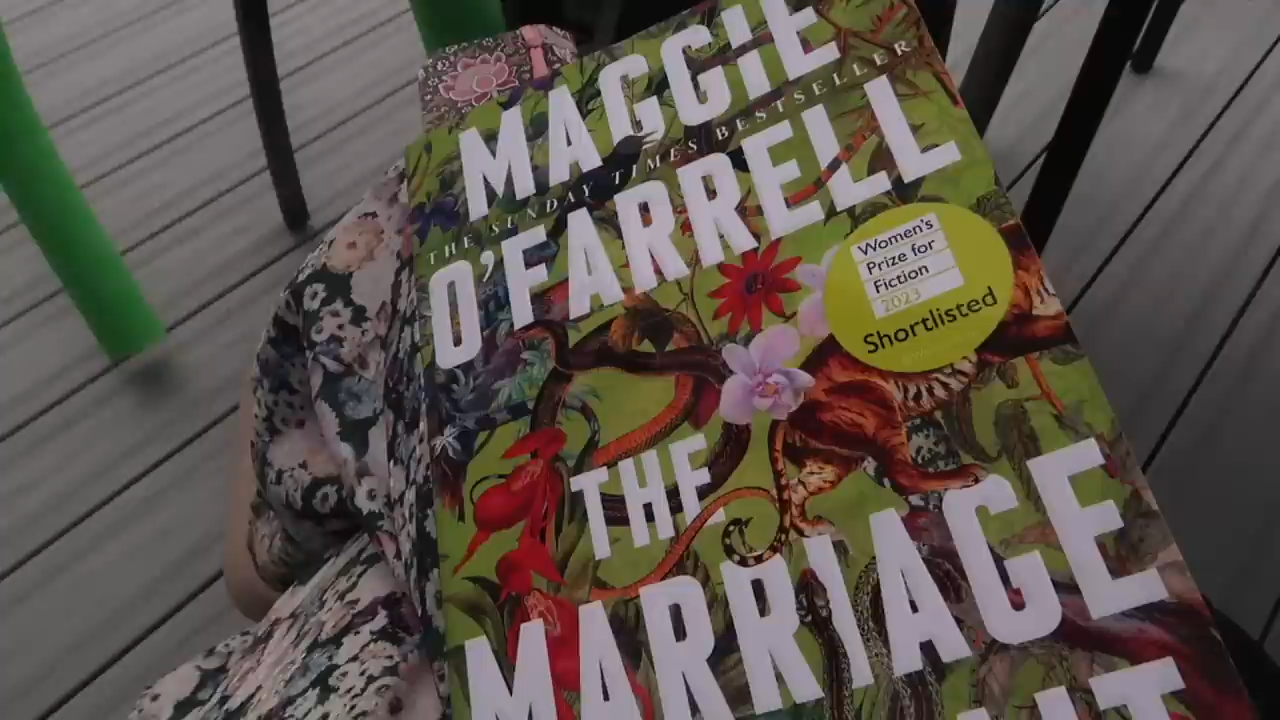 MAGGIE
THE SUNDAY TIMES BESTSELLER
O'FARRELL
Women's
Prize for
Fiction
2023
Shortlisted
THE
MARRIAGE